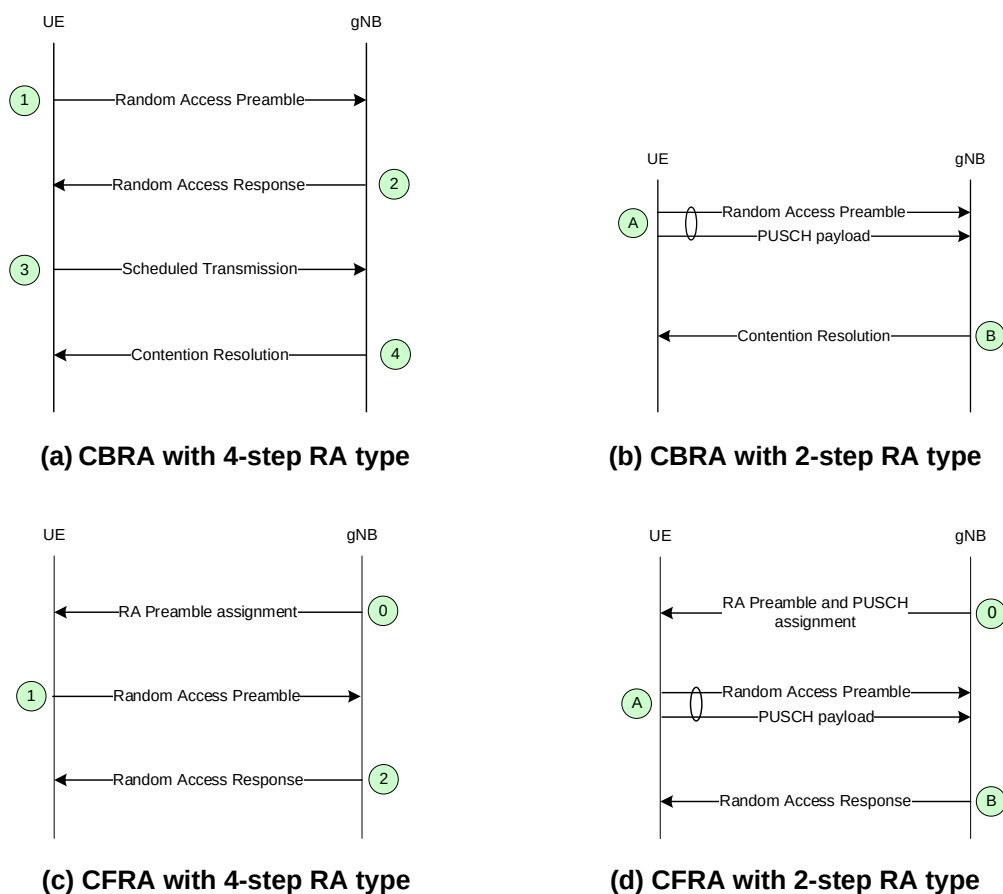 UE
gNB
1
Random Access Preamble
Random Access Response
2
3
Scheduled Transmission
Contention Resolution
4
(a) CBRA with 4-step RA type
UE
gNB
A
Random Access Preamble
PUSCH payload
Contention Resolution
B
(b) CBRA with 2-step RA type
UE
gNB
RA Preamble assignment
0
1
Random Access Preamble
Random Access Response
2
(c) CFRA with 4-step RA type
UE
gNB
RA Preamble and PUSCH
assignment
0
A
Random Access Preamble
PUSCH payload
Random Access Response
B
(d) CFRA with 2-step RA type